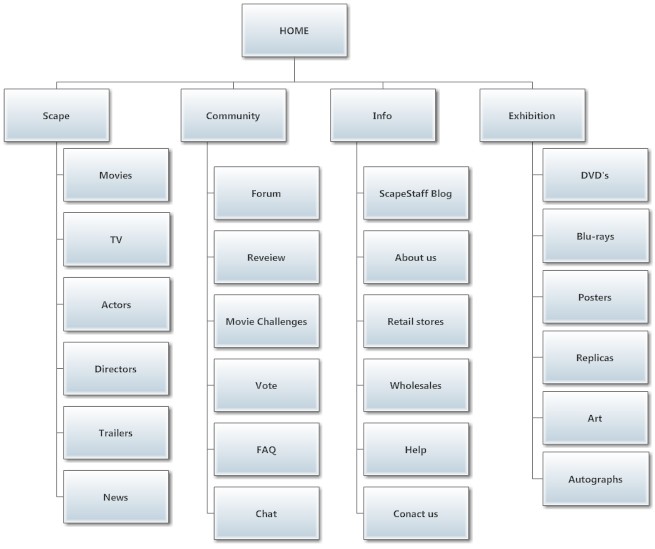 HOME
Scape
Community
Info
Exhibition
Movies
TV
Actors
Directors
Trailers
News
Forum
Reveiew
Movie Challenges
Vote
FAQ
Chat
ScapeStaff Blog
About us
Retail stores
Wholesales
Help
Conact us
DVD's
Blu-rays
Posters
Replicas
Art
Autographs